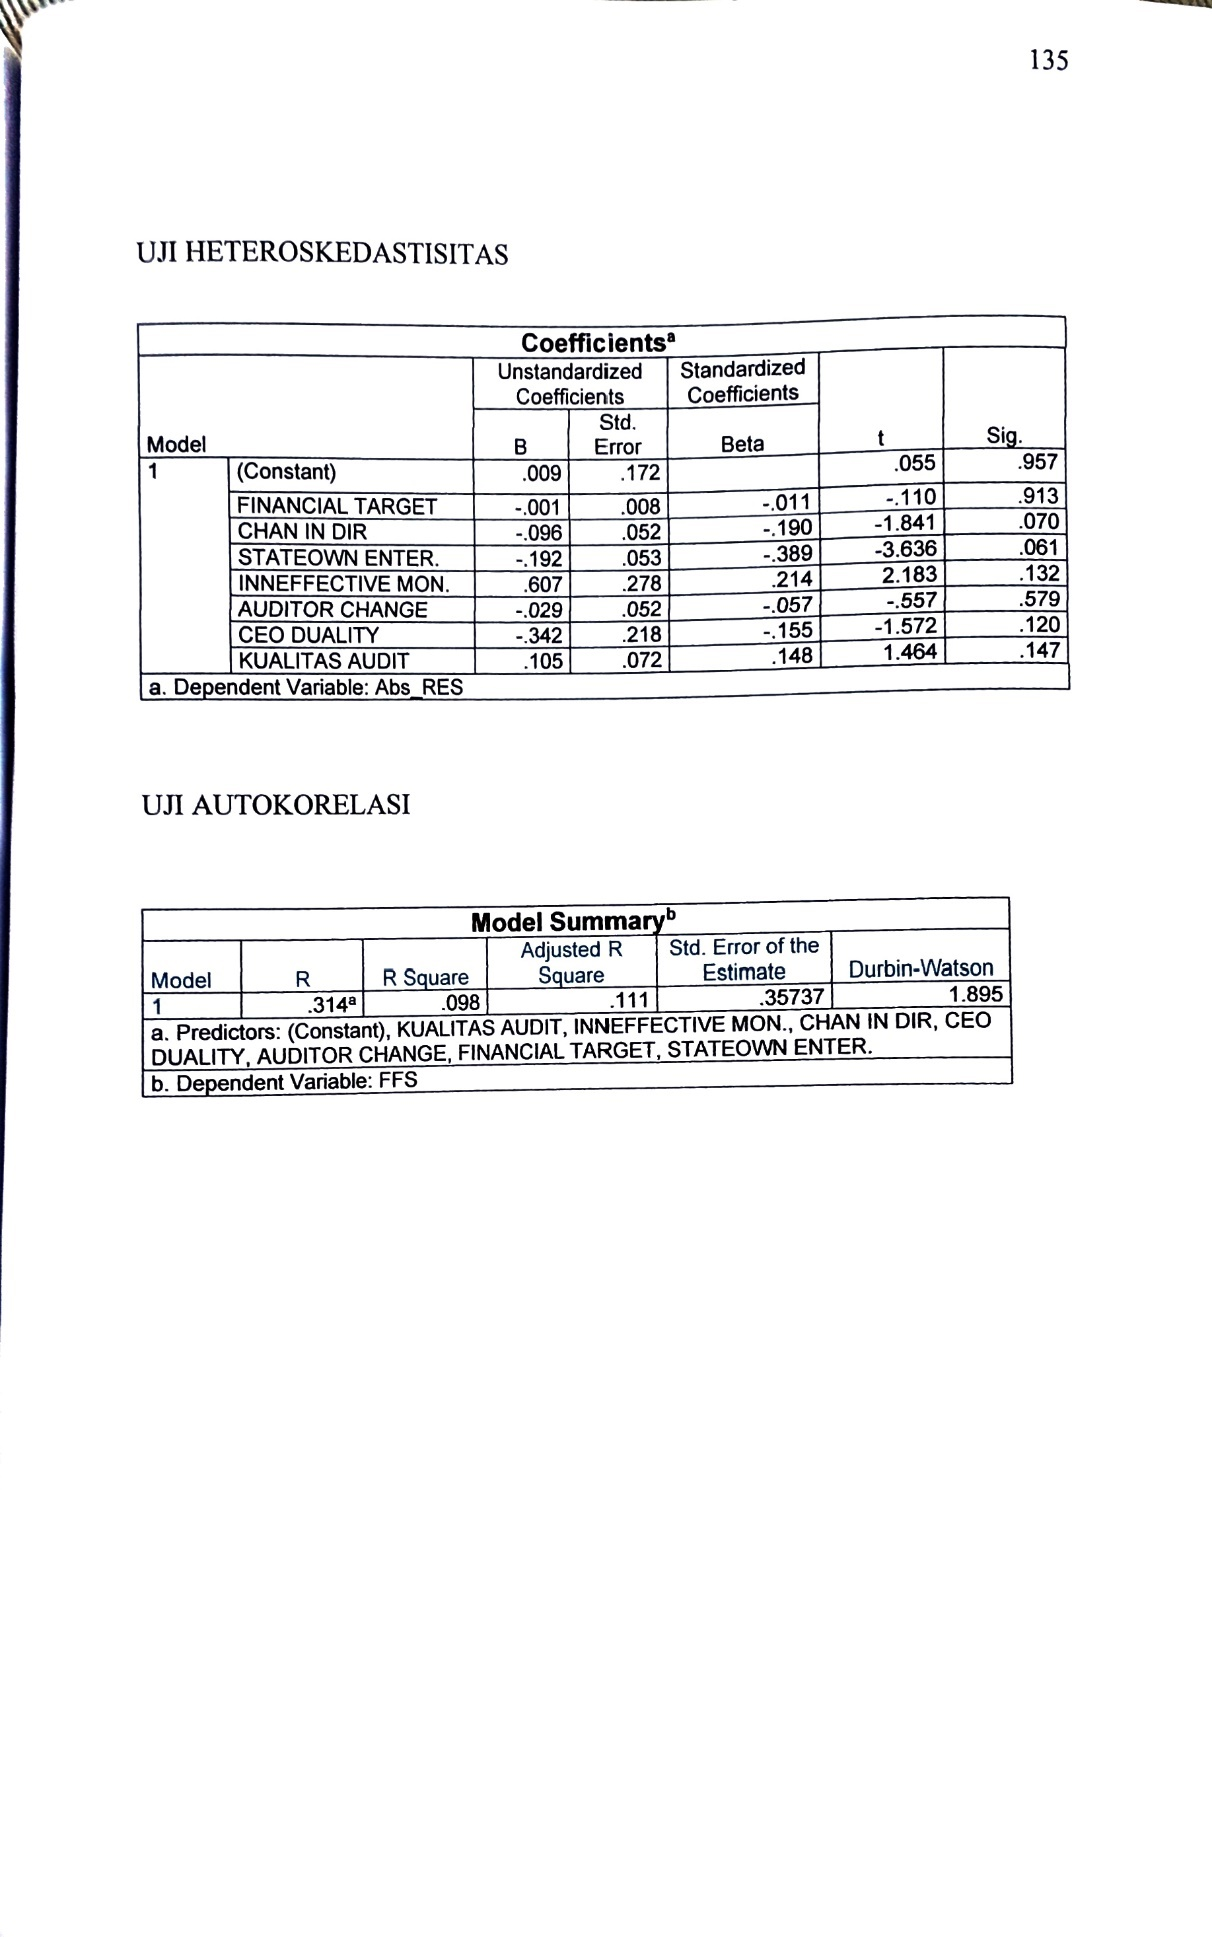 135
UJI HETEROSKEDASTISITAS
Coefficientsᵃ
Model Unstandardized Coefficients Standardized Coefficients t Sig.
B Std. Error Beta
1 (Constant) .009 .172 .055 .957
FINANCIAL TARGET -.001 .008 -.011 -.110 .913
CHAN IN DIR -.096 .052 -.190 -1.841 .070
STATEOWN ENTER. -.192 .053 -.389 -3.636 .061
INNEFFECTIVE MON. .607 .278 .214 2.183 .132
AUDITOR CHANGE -.029 .052 -.057 -.557 .579
CEO DUALITY -.342 .218 -.155 -1.572 .120
KUALITAS AUDIT .105 .072 .148 1.464 .147
a. Dependent Variable: Abs_RES
UJI AUTOKORELASI
Model Summaryᵇ
Model R R Square Adjusted R Square Std. Error of the Estimate Durbin-Watson
1 .314ᵃ .098 .111 .35737 1.895
a. Predictors: (Constant), KUALITAS AUDIT, INNEFFECTIVE MON., CHAN IN DIR, CEO
DUALITY, AUDITOR CHANGE, FINANCIAL TARGET, STATEOWN ENTER.
b. Dependent Variable: FFS